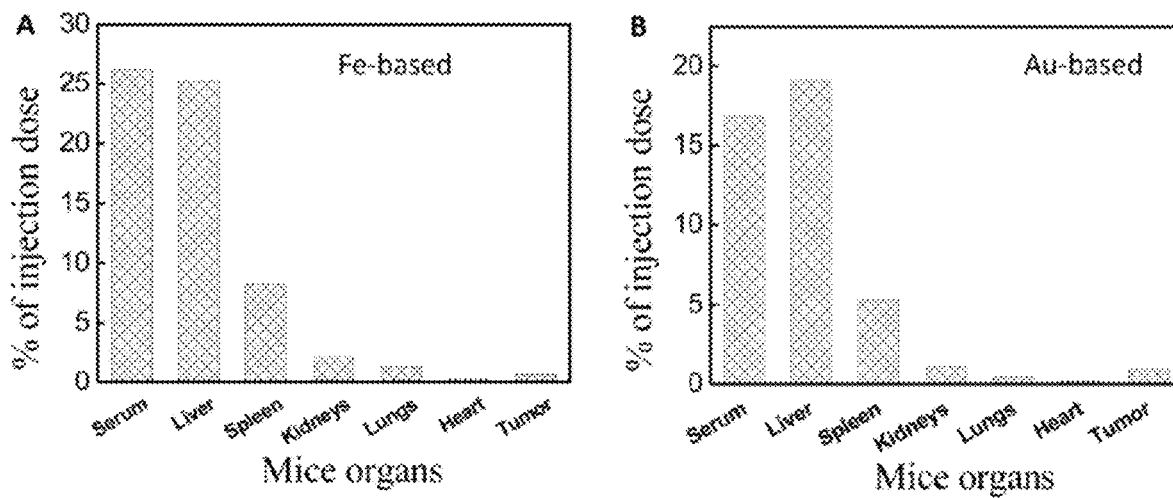 A
Fe-based
% of injection dose
30
25
20
15
10
5
0
Serum
Liver
Spleen
Kidneys
Lungs
Heart
Tumor
Mice organs
B
Au-based
% of injection dose
20
15
10
5
0
Serum
Liver
Spleen
Kidneys
Lungs
Heart
Tumor
Mice organs